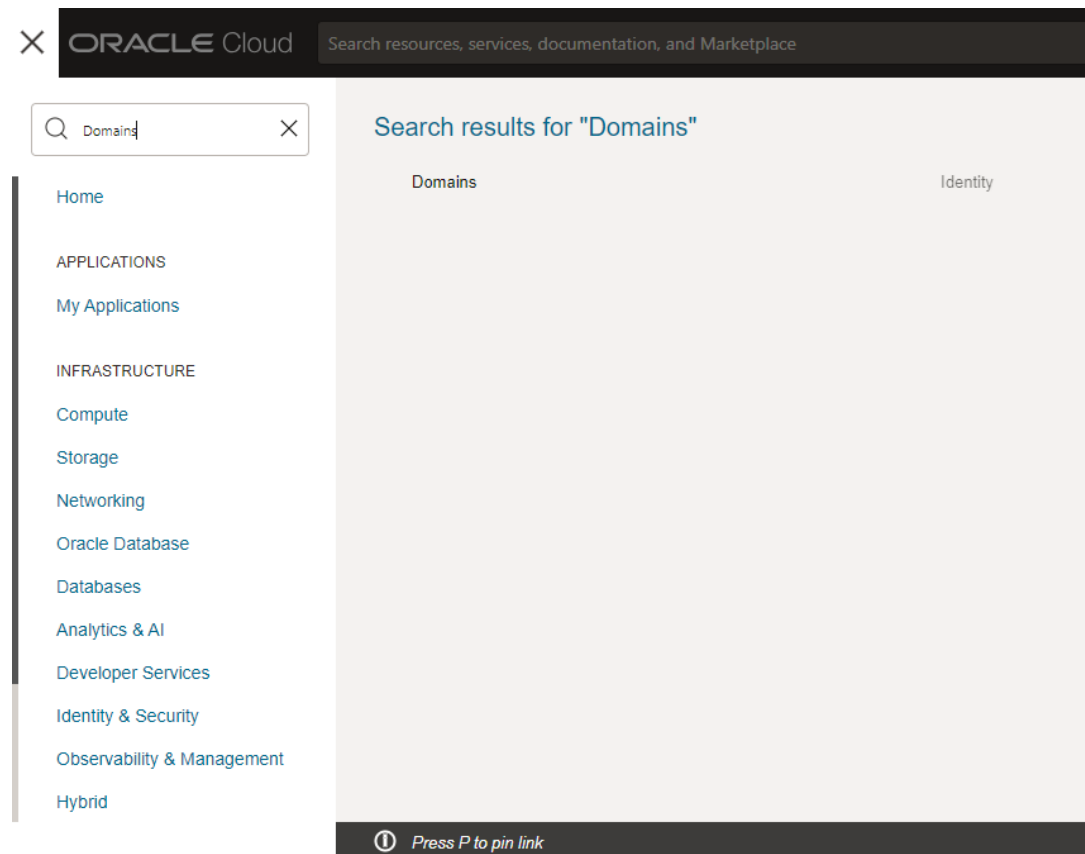 ORACLE Cloud
Search resources, services, documentation, and Marketplace
Domains
Home
APPLICATIONS
My Applications
INFRASTRUCTURE
Compute
Storage
Networking
Oracle Database
Databases
Analytics & AI
Developer Services
Identity & Security
Observability & Management
Hybrid
Search results for "Domains"
Domains Identity
Press P to pin link